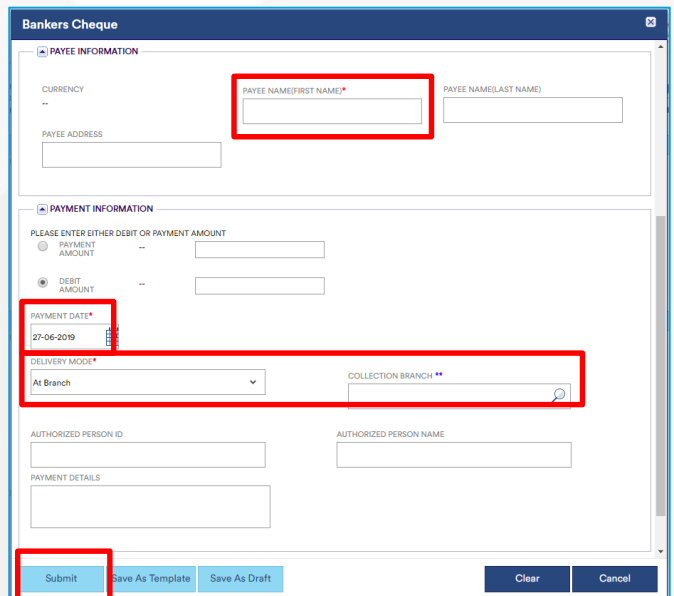 Bankers Cheque
PAYEE INFORMATION
CURRENCY
--
PAYEE NAME(FIRST NAME)*
PAYEE NAME(LAST NAME)
PAYEE ADDRESS
PAYMENT INFORMATION
PLEASE ENTER EITHER DEBIT OR PAYMENT AMOUNT
PAYMENT
AMOUNT
--
DEBIT
AMOUNT
--
PAYMENT DATE*
27-06-2019
DELIVERY MODE*
At Branch
COLLECTION BRANCH **
AUTHORIZED PERSON ID
AUTHORIZED PERSON NAME
PAYMENT DETAILS
Submit
Save As Template
Save As Draft
Clear
Cancel